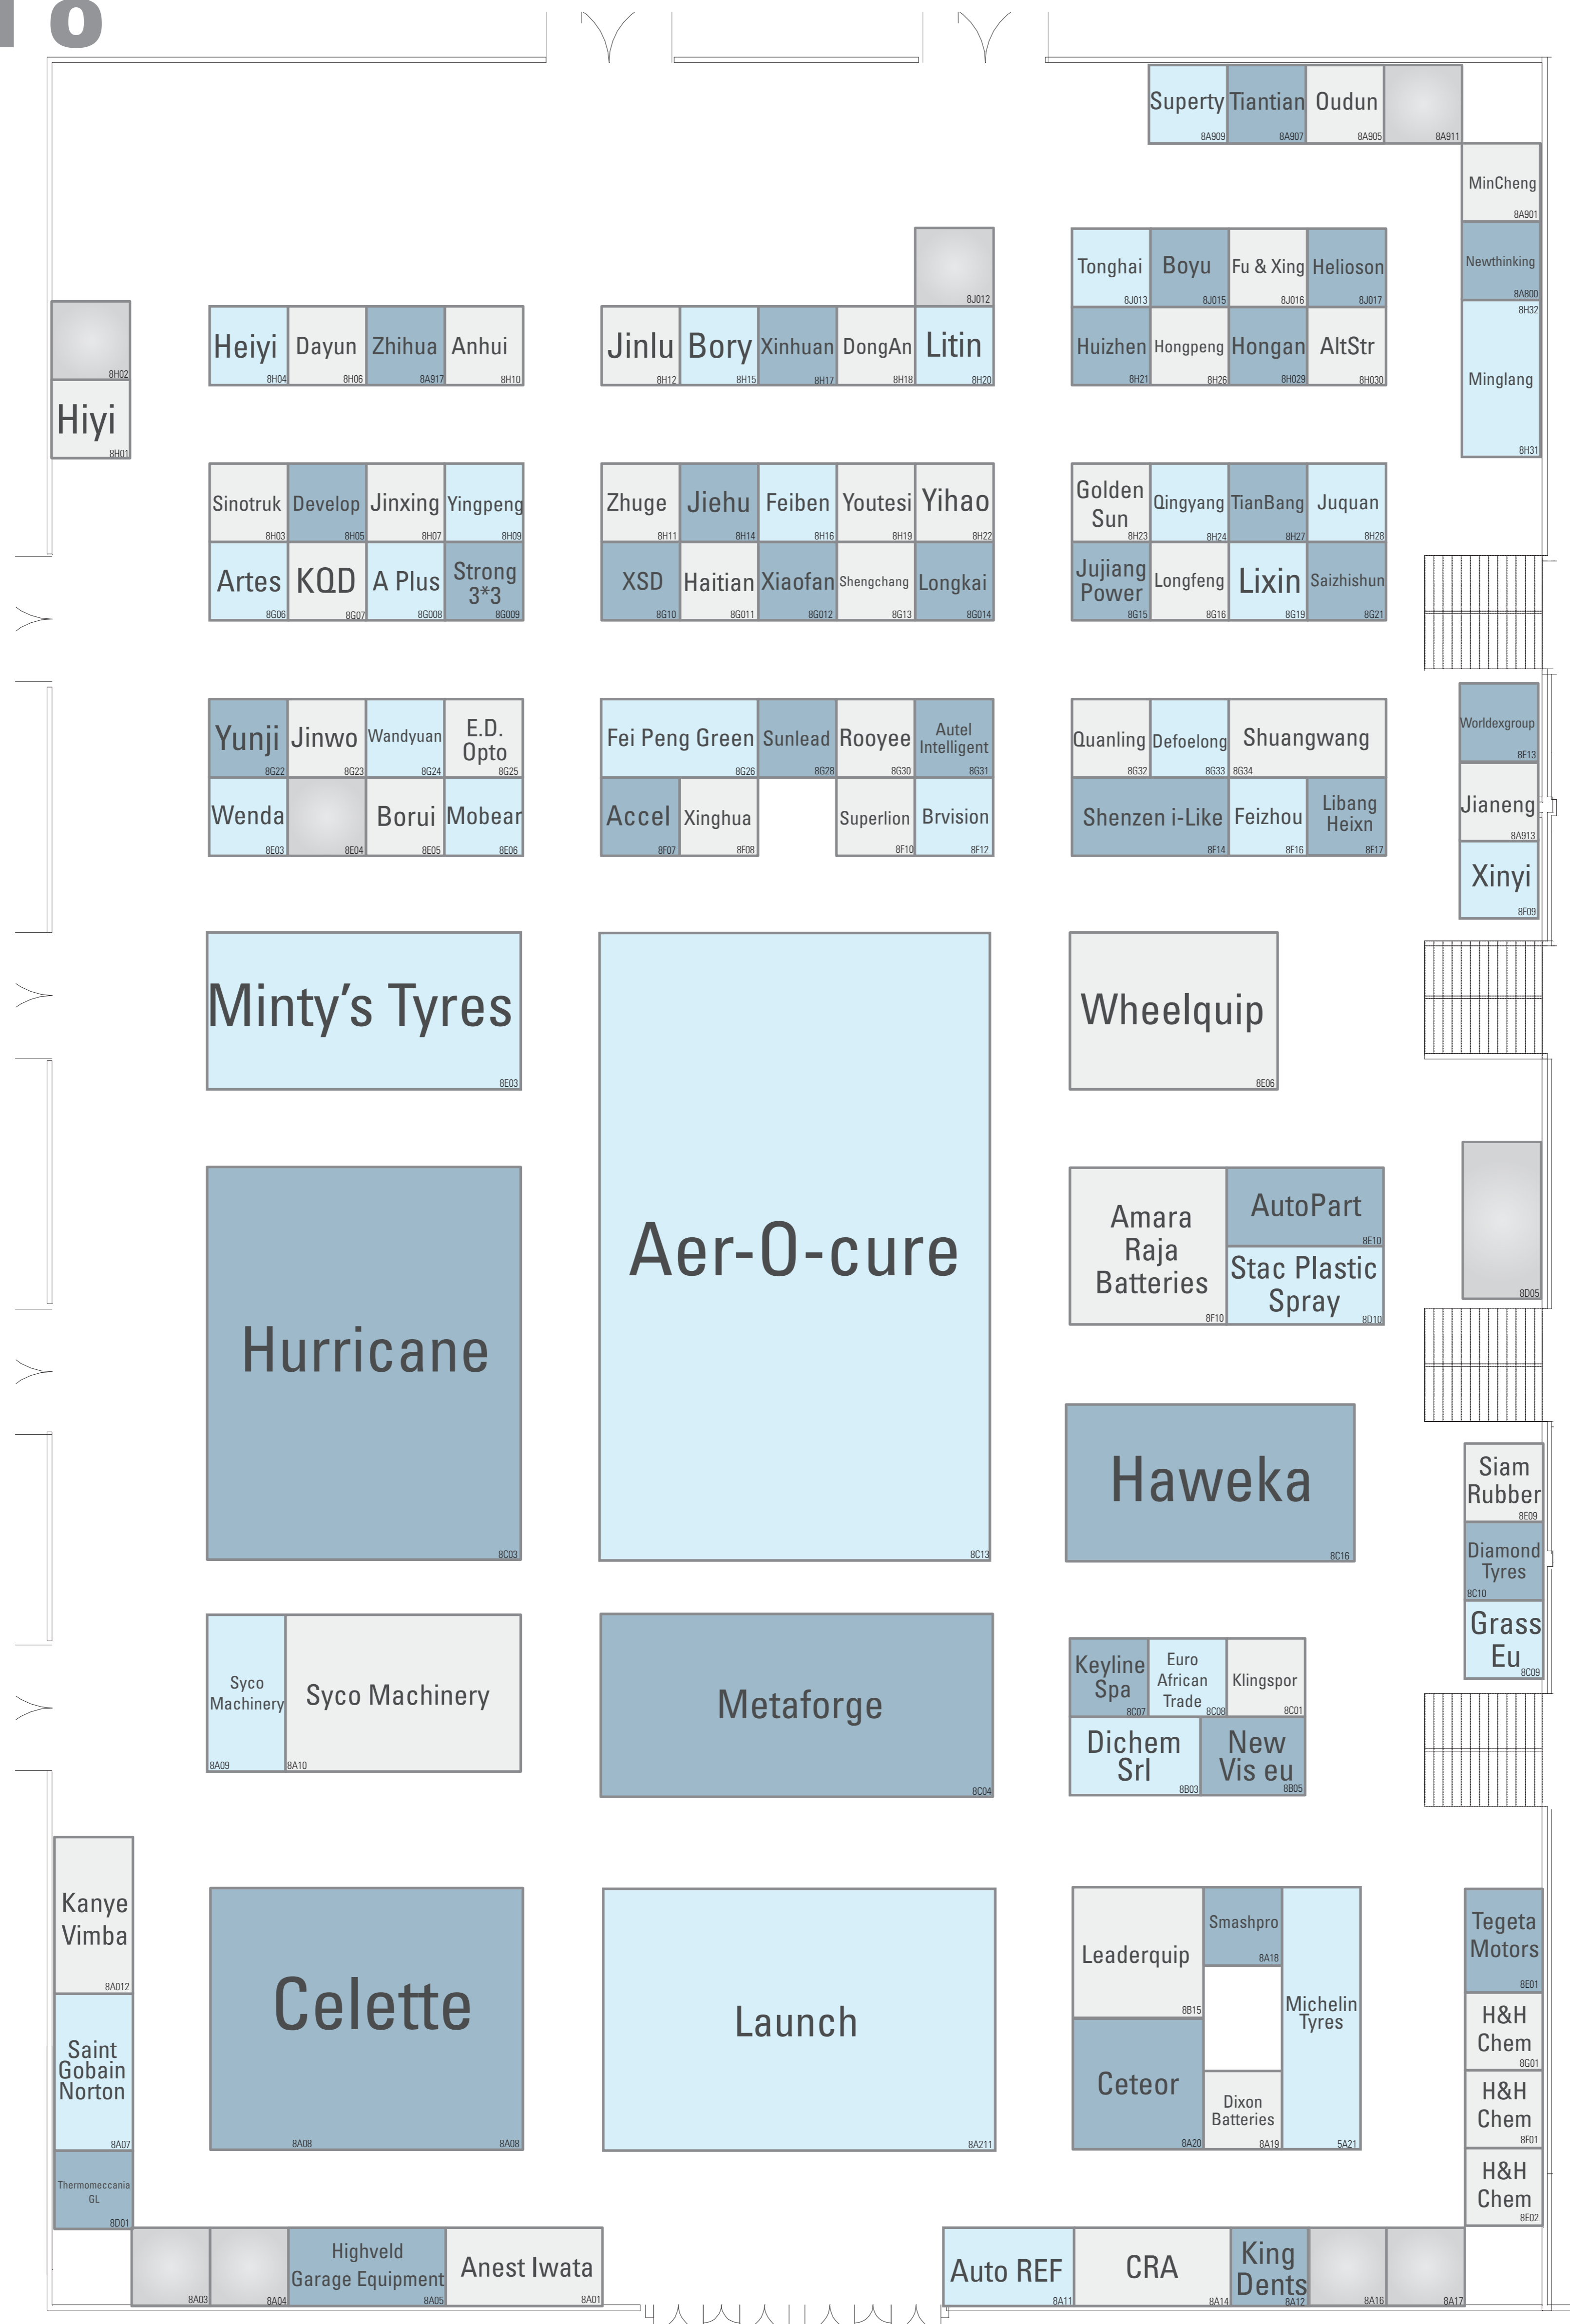 8
Superty
8A909
Tiantian
8A907
Oudun
8A905
8A911
MinCheng
8A901
Newthinking
8A800
8H32
Minglang
8H31
8J012
Tonghai
8J013
Boyu
8J015
Fu & Xing
8J016
Helioson
8J017
8H02
Hiyi
8H01
Heiyi
8H04
Dayun
8H06
Zhihua
8A917
Anhui
8H10
Jinlu
8H12
Bory
8H15
Xinhuan
8H17
DongAn
8H18
Litin
8H20
Huizhen
8H21
Hongpeng
8H26
Hongan
8H029
AltStr
8H030
Sinotruk
8H03
Develop
8H05
Jinxing
8H07
Yingpeng
8H09
Zhuge
8H11
Jiehu
8H14
Feiben
8H16
Youtesi
8H19
Yihao
8H22
Golden
Sun
8H23
Qingyang
8H24
TianBang
8H27
Juquan
8H28
Artes
8G06
KQD
8G07
A Plus
8G008
Strong
3*3
8G009
XSD
8G10
Haitian
8G011
Xiaofan
8G012
Shengchang
8G13
Longkai
8G014
Jujiang
Power
8G15
Longfeng
8G16
Lixin
8G19
Saizhishun
8G21
Yunji
8G22
Jinwo
8G23
Wandyuan
8G24
E.D.
Opto
8G25
Fei Peng Green
8G26
Sunlead
8G28
Rooyee
8G30
Autel
Intelligent
8G31
Quanling
8G32
Defoelong
8G33
Shuangwang
8G34
Worldexgroup
8E13
Wenda
8E03
8E04
Borui
8E05
Mobear
8E06
Accel
8F07
Xinghua
8F08
Superlion
8F10
Brvision
8F12
Shenzen i-Like
8F14
Feizhou
8F16
Libang
Heixn
8F17
Jianeng
8A913
Xinyi
8F09
Minty's Tyres
8E03
Aer-O-cure
8C13
Wheelquip
8E06
Hurricane
8C03
Amara
Raja
Batteries
8F10
AutoPart
8E10
Stac Plastic
Spray
8D10
8D05
Haweka
8C16
Siam
Rubber
8E09
Diamond
Tyres
8C10
Grass
Eu
8C09
Syco
Machinery
8A09
Syco Machinery
8A10
Metaforge
8C04
Keyline
Spa
8C07
Euro
African
Trade
8C08
Klingspor
8C01
Dichem
Srl
8B03
New
Vis eu
8B05
Kanye
Vimba
8A012
Saint
Gobain
Norton
8A07
Thermomeccania
GL
8D01
Celette
8A08
8A08
Launch
8A211
Leaderquip
8B15
Smashpro
8A18
Michelin
Tyres
5A21
Ceteor
8A20
Dixon
Batteries
8A19
Tegeta
Motors
8E01
H&H
Chem
8G01
H&H
Chem
8F01
H&H
Chem
8E02
8A03
8A04
Highveld
Garage Equipment
8A05
Anest Iwata
8A01
Auto REF
8A11
CRA
8A14
King
Dents
8A12
8A16
8A17